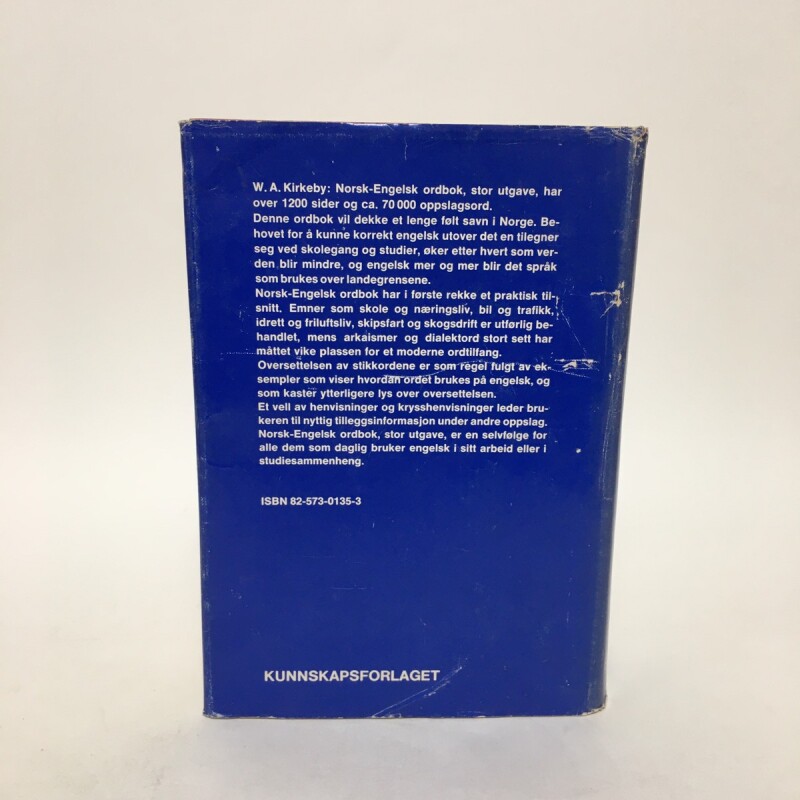 W. A. Kirkeby: Norsk-Engelsk ordbok, stor utgave, har
over 1200 sider og ca. 70 000 oppslagsord.
Denne ordbok vil dekke et lenge følt savn i Norge. Be-
hovet for å kunne korrekt engelsk utover det en tilegner
seg ved skolegang og studier, øker etter hvert som ver-
den blir mindre, og engelsk mer og mer blir det språk
som brukes over landegrensene.
Norsk-Engelsk ordbok har i første rekke et praktisk til-
snitt. Emner som skole og næringsliv, bil og trafikk,
idrett og friluftsliv, skipsfart og skogsdrift er utførlig be-
handlet, mens arkaismer og dialektord stort sett har
måttet vike plassen for et moderne ordtilfang.
Oversettelsen av stikkordene er som regel fulgt av ek-
sempler som viser hvordan ordet brukes på engelsk, og
som kaster ytterligere lys over oversettelsen.
Et vell av henvisninger og krysshenvisninger leder bru-
keren til nyttig tilleggsinformasjon under andre oppslag.
Norsk-Engelsk ordbok, stor utgave, er en selvfølge for
alle dem som daglig bruker engelsk i sitt arbeid eller i
studiesammenheng.
ISBN 82-573-0135-3
KUNNSKAPSFORLAGET